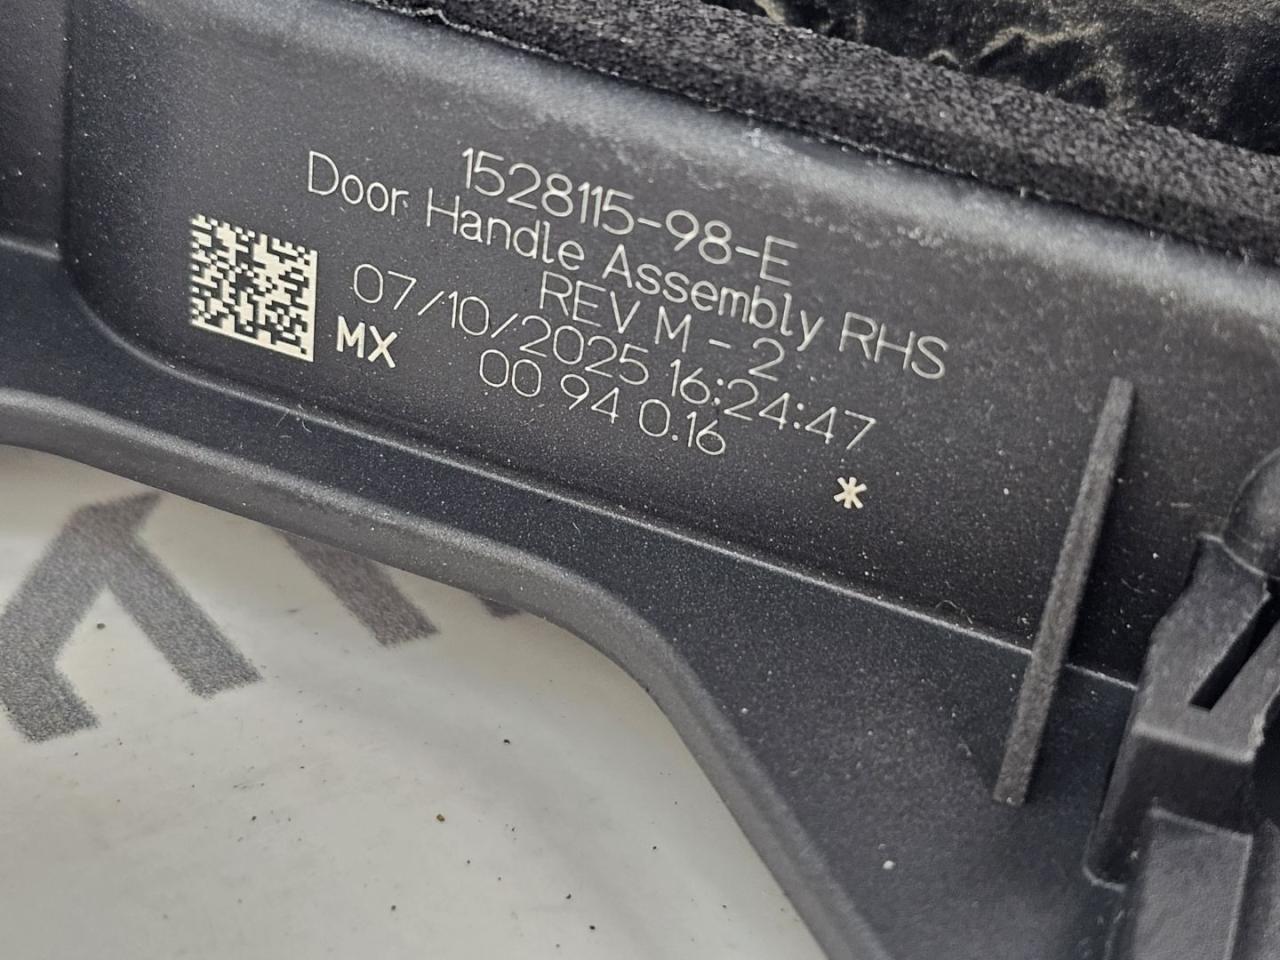 1528115-98-E
Door Handle Assembly RHS
REV M - 2
07/10/2025 16:24:47
MX
00 94 0.16
*